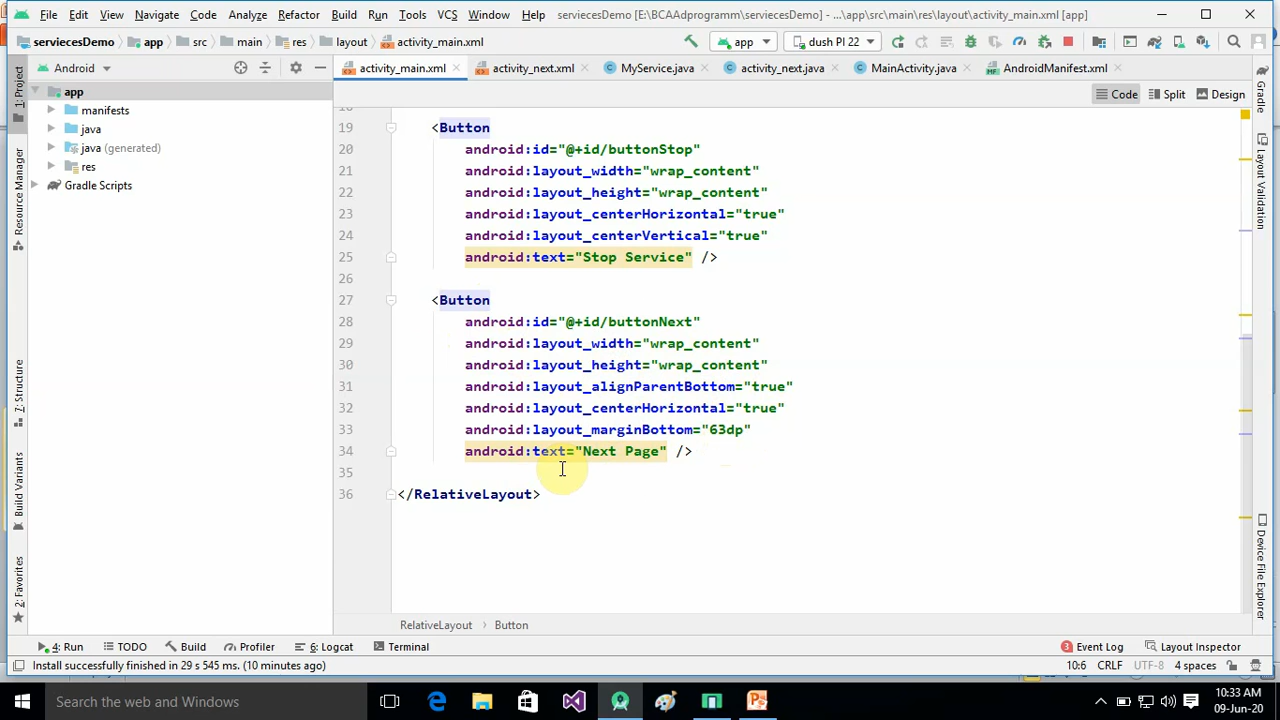 File Edit View Navigate Code Analyze Refactor Build Run Tools VCS Window Help serviecesDemo [E:\BCAAdprogramm\serviecesDemo] - ...\app\src\main\res\layout\activity_main.xml [app]
serviecesDemo app src main res layout activity_main.xml app dush PI 22
Android activity_main.xml activity_next.xml MyService.java activity_next.java MainActivity.java AndroidManifest.xml
Code Split Design
app
manifests
java
java (generated)
res
Gradle Scripts
1: Project
Resource Manager
7: Structure
Build Variants
2: Favorites
Gradle
Layout Validation
Device File Explorer
18
19 <Button
20 android:id="@+id/buttonStop"
21 android:layout_width="wrap_content"
22 android:layout_height="wrap_content"
23 android:layout_centerHorizontal="true"
24 android:layout_centerVertical="true"
25 android:text="Stop Service" />
26
27 <Button
28 android:id="@+id/buttonNext"
29 android:layout_width="wrap_content"
30 android:layout_height="wrap_content"
31 android:layout_alignParentBottom="true"
32 android:layout_centerHorizontal="true"
33 android:layout_marginBottom="63dp"
34 android:text="Next Page" />
35
36 </RelativeLayout>
RelativeLayout › Button
4: Run TODO Build Profiler 6: Logcat Terminal 3 Event Log Layout Inspector
Install successfully finished in 29 s 545 ms. (10 minutes ago) 10:6 CRLF UTF-8 4 spaces
Search the web and Windows
10:33 AM
09-Jun-20